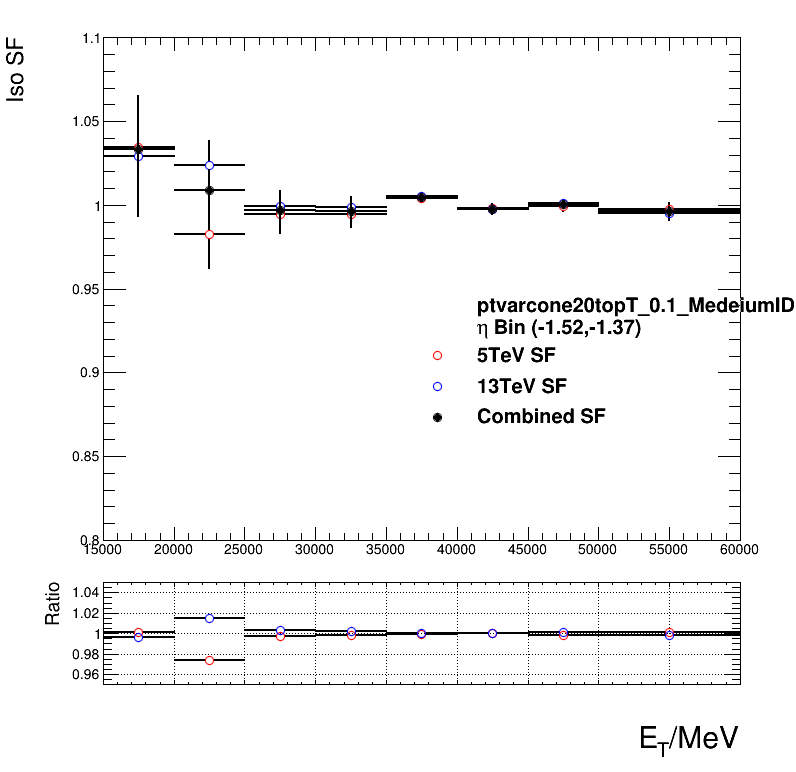 Iso SF
1.1
1.05
1
0.95
0.9
0.85
0.8
ptvarcone20topT_0.1_MedeiumID
η Bin (-1.52,-1.37)
5TeV SF
13TeV SF
Combined SF
15000 20000 25000 30000 35000 40000 45000 50000 55000 60000
Ratio
1.04
1.02
1
0.98
0.96
E_T/MeV